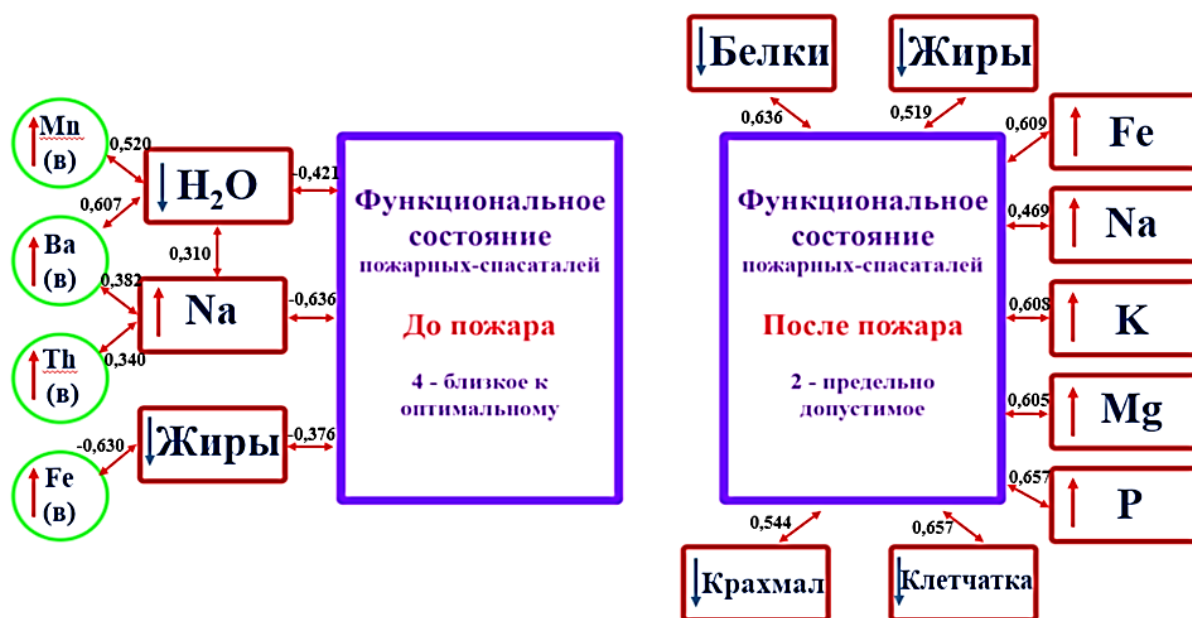 Mn
(в)
0,520
H₂O
-0,421
0,607
Ba
(в)
0,310
0,382
Na
-0,636
Th
(в)
0,340
Жиры
-0,376
-0,630
Fe
(в)
Функциональное
состояние
пожарных-спасаталей
До пожара
4 - близкое к
оптимальному
Белки
Жиры
0,636
0,519
Функциональное
состояние
пожарных-спасаталей
После пожара
2 - предельно
допустимое
0,609
Fe
0,469
Na
0,608
K
0,605
Mg
0,657
P
0,544
0,657
Крахмал
Клетчатка